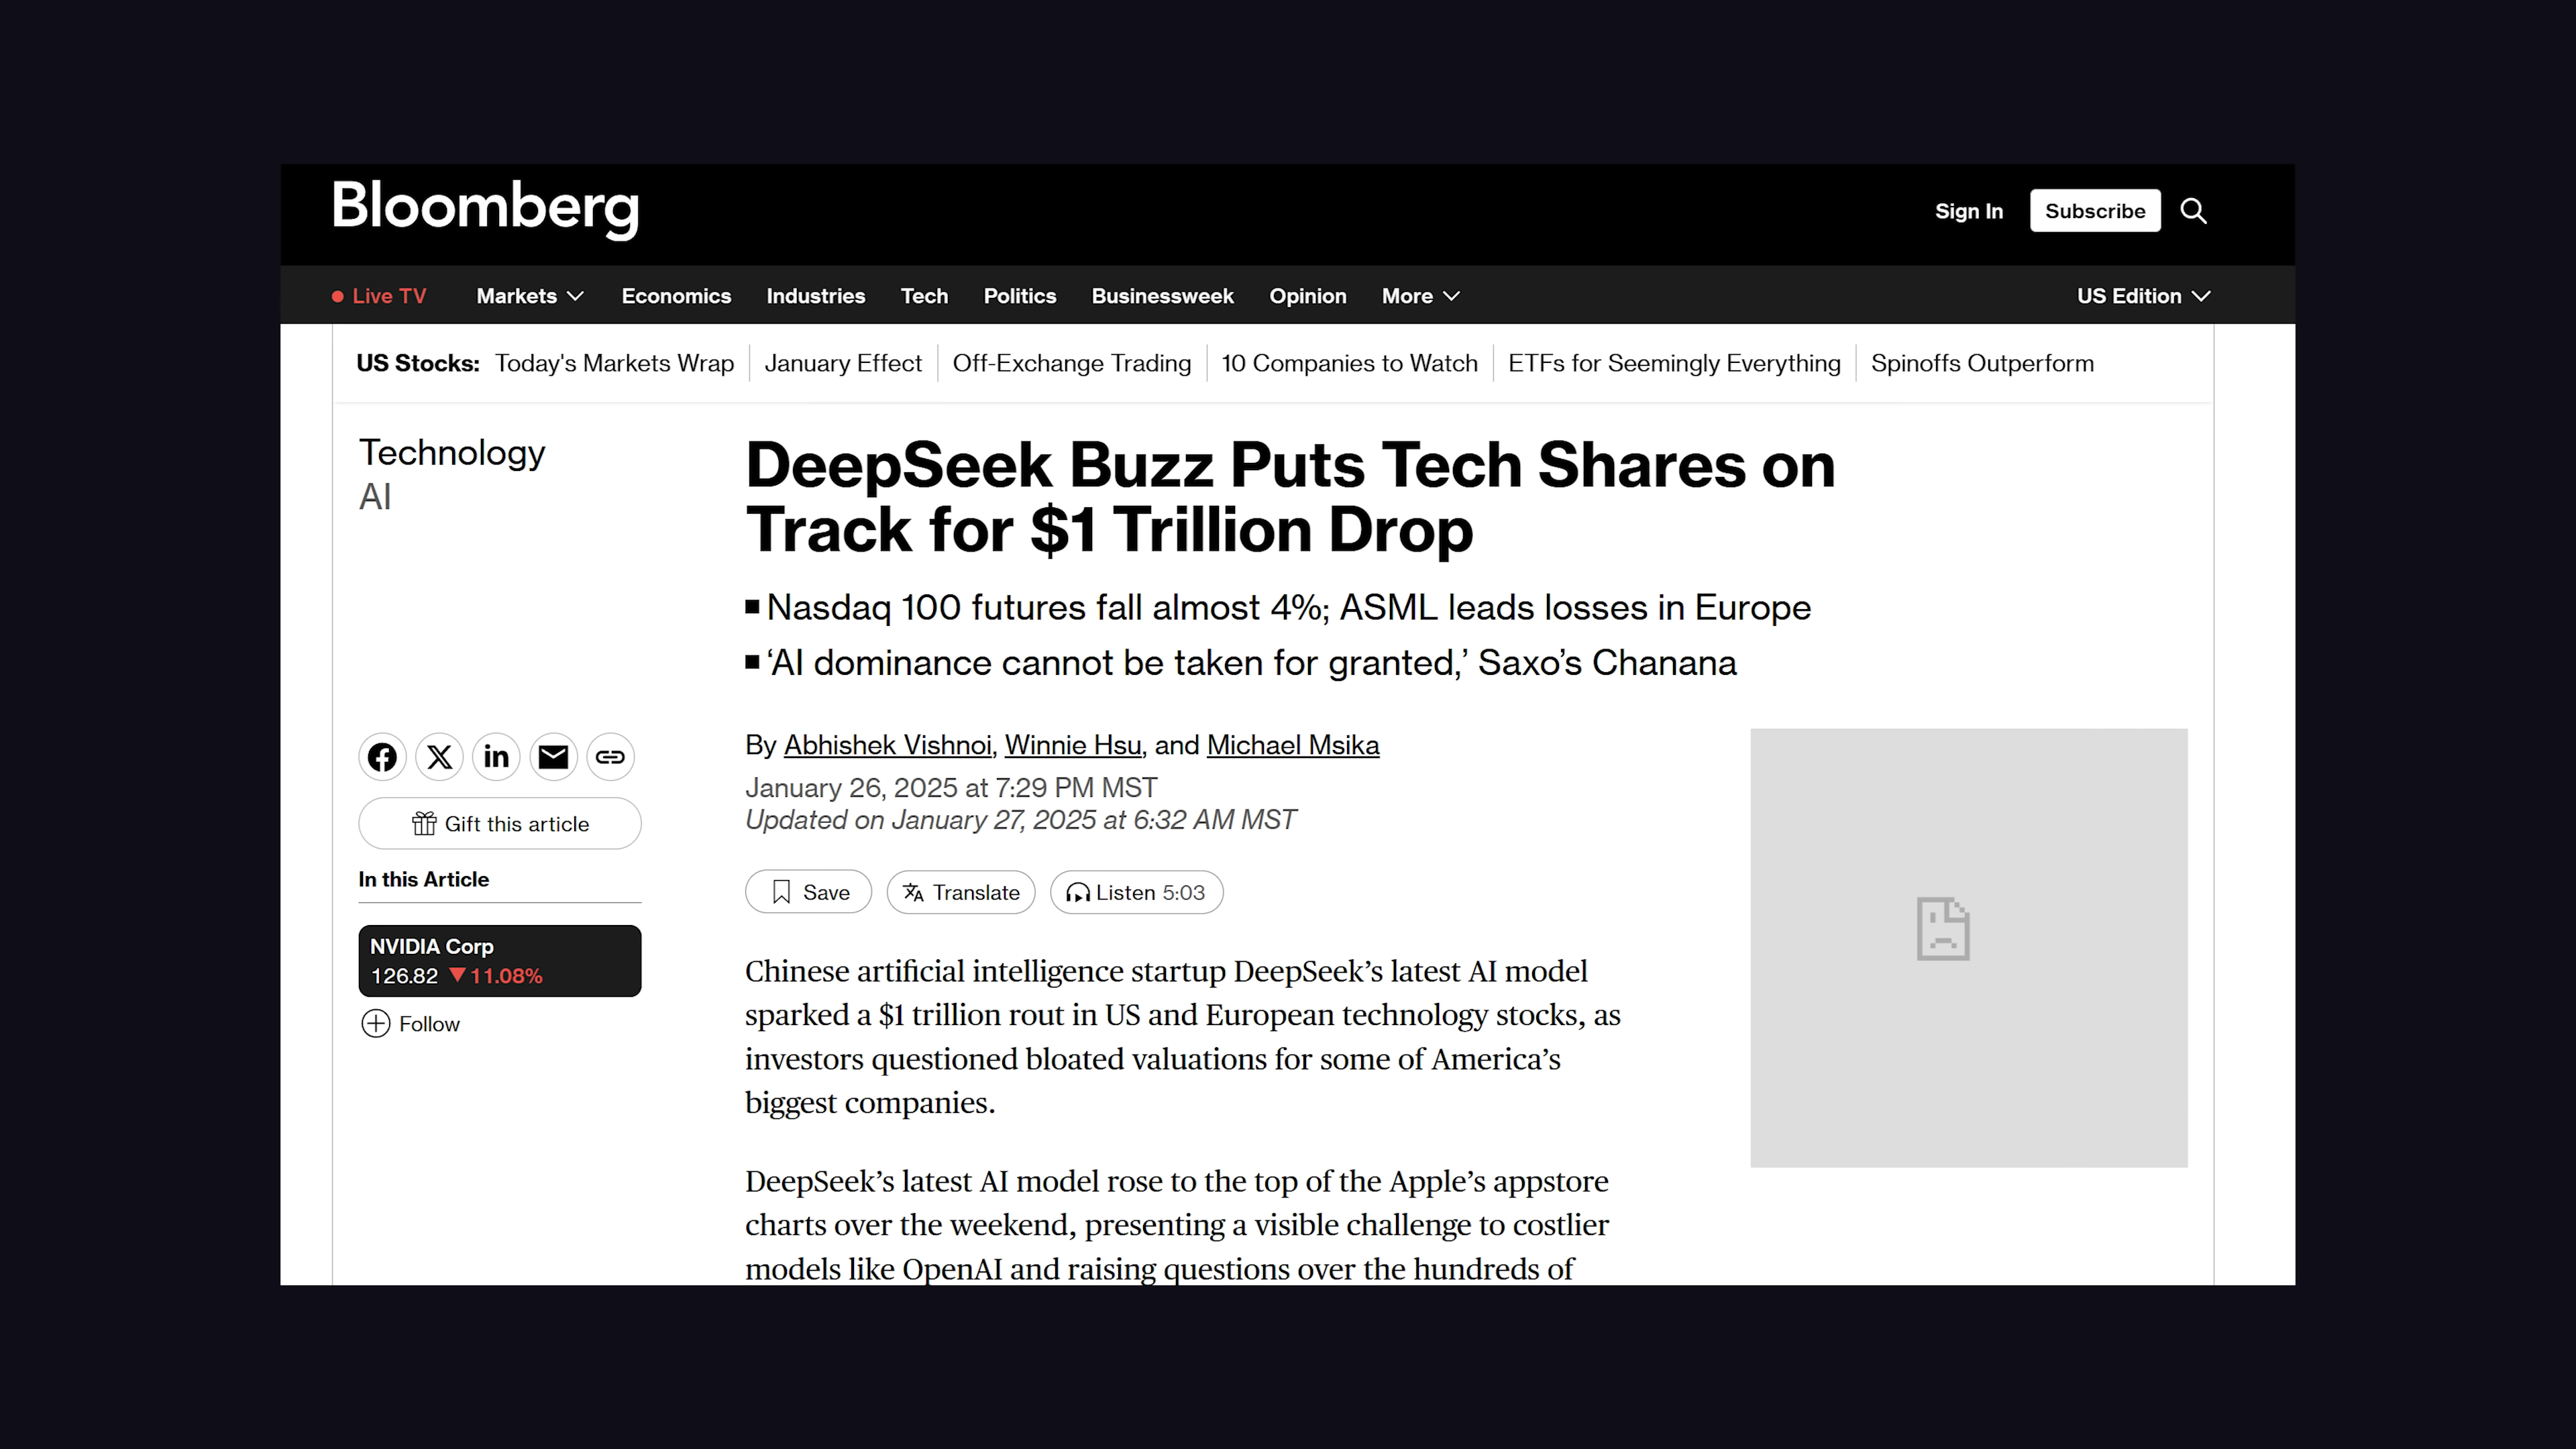 Bloomberg
Sign In
Subscribe
Live TV
Markets
Economics
Industries
Tech
Politics
Businessweek
Opinion
More
US Edition
US Stocks: Today's Markets Wrap
January Effect
Off-Exchange Trading
10 Companies to Watch
ETFs for Seemingly Everything
Spinoffs Outperform
Technology
AI
DeepSeek Buzz Puts Tech Shares on
Track for $1 Trillion Drop
Nasdaq 100 futures fall almost 4%; ASML leads losses in Europe
‘AI dominance cannot be taken for granted,’ Saxo’s Chanana
Gift this article
In this Article
NVIDIA Corp
126.82 ▼11.08%
Follow
By Abhishek Vishnoi, Winnie Hsu, and Michael Msika
January 26, 2025 at 7:29 PM MST
Updated on January 27, 2025 at 6:32 AM MST
Save
Translate
Listen 5:03
Chinese artificial intelligence startup DeepSeek’s latest AI model
sparked a $1 trillion rout in US and European technology stocks, as
investors questioned bloated valuations for some of America’s
biggest companies.
DeepSeek’s latest AI model rose to the top of the Apple’s appstore
charts over the weekend, presenting a visible challenge to costlier
models like OpenAI and raising questions over the hundreds of